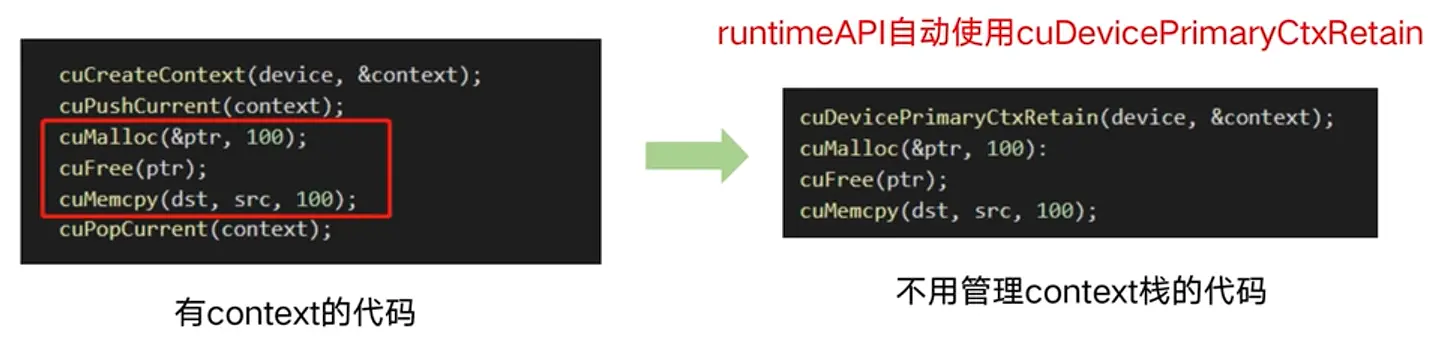 runtimeAPI自动使用cuDevicePrimaryCtxRetain
cuCreateContext(device, &context);
cuPushCurrent(context);
cuMalloc(&ptr, 100);
cuFree(ptr);
cuMemcpy(dst, src, 100);
cuPopCurrent(context);
有context的代码
cuDevicePrimaryCtxRetain(device, &context);
cuMalloc(&ptr, 100):
cuFree(ptr);
cuMemcpy(dst, src, 100);
不用管理context栈的代码